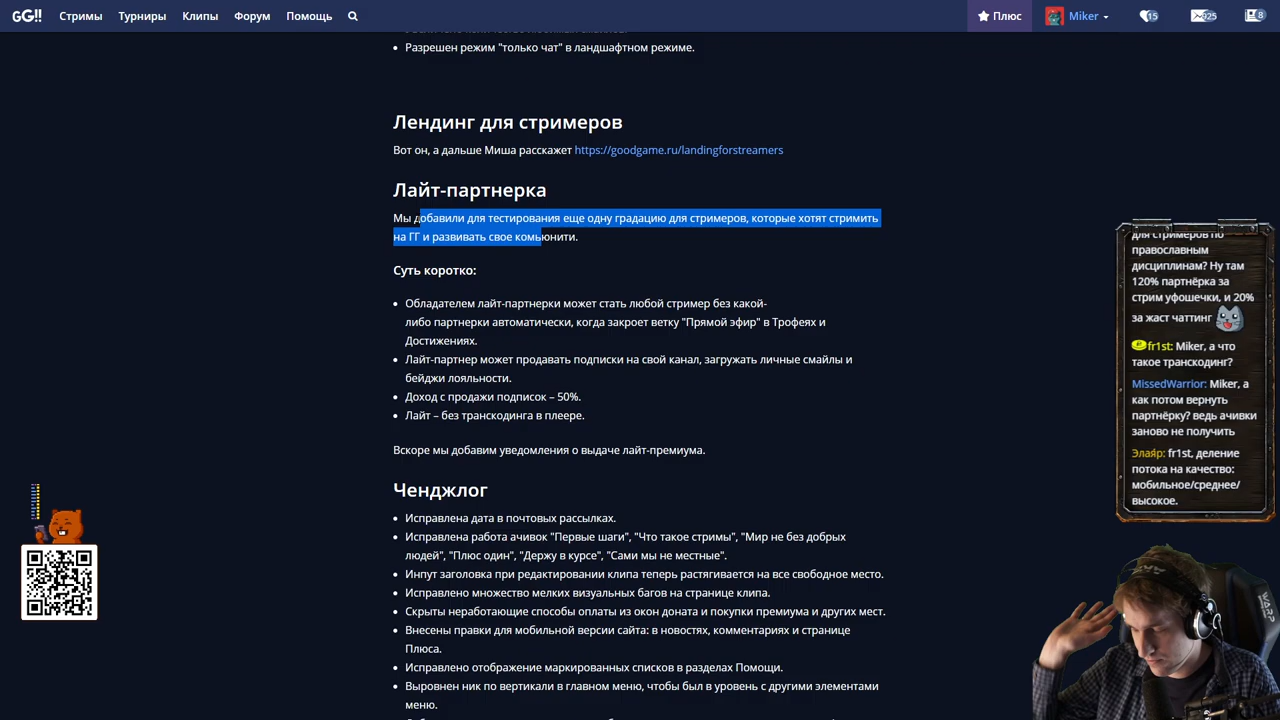 GG!! Стримы Турниры Клипы Форум Помощь Плюс Miker 15 925 8
Разрешен режим "только чат" в ландшафтном режиме.
Лендинг для стримеров
Вот он, а дальше Миша расскажет https://goodgame.ru/landingforstreamers
Лайт-партнерка
Мы добавили для тестирования еще одну градацию для стримеров, которые хотят стримить
на ГГ и развивать свое комьюнити.
Суть коротко:
Обладателем лайт-партнерки может стать любой стример без какой-
либо партнерки автоматически, когда закроет ветку "Прямой эфир" в Трофеях и
Достижениях.
Лайт-партнер может продавать подписки на свой канал, загружать личные смайлы и
бейджи лояльности.
Доход с продажи подписок – 50%.
Лайт – без транскодинга в плеере.
Вскоре мы добавим уведомления о выдаче лайт-премиума.
Ченджлог
Исправлена дата в почтовых рассылках.
Исправлена работа ачивок "Первые шаги", "Что такое стримы", "Мир не без добрых
людей", "Плюс один", "Держу в курсе", "Сами мы не местные".
Инпут заголовка при редактировании клипа теперь растягивается на все свободное место.
Исправлено множество мелких визуальных багов на странице клипа.
Скрыты неработающие способы оплаты из окон доната и покупки премиума и других мест.
Внесены правки для мобильной версии сайта: в новостях, комментариях и странице
Плюса.
Исправлено отображение маркированных списков в разделах Помощи.
Выровнен ник по вертикали в главном меню, чтобы был в уровень с другими элементами
меню.
для стримеров по
православным
дисциплинам? Ну там
120% партнёрка за
стрим уфошечки, и 20%
за жаст чаттинг
fr1st: Miker, а что
такое транскодинг?
MissedWarrior: Miker, а
как потом вернуть
партнёрку? ведь ачивки
заново не получить
Элаяр: fr1st, деление
потока на качество:
мобильное/среднее/
высокое.